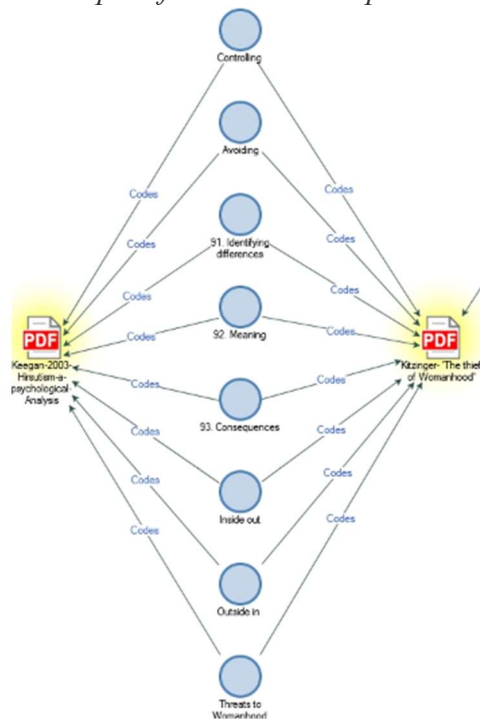 Controlling
Avoiding
Codes
Codes
Codes
Codes
91. Identifying
differences
Codes
Codes
92. Meaning
Codes
Codes
PDF
PDF
Keegan-2003-
Hirsutism-a-
psychological
Analysis
Kitzinger- 'The thief
of Womanhood'
Codes
Codes
93. Consequences
Codes
Codes
Inside out
Codes
Codes
Codes
Codes
Outside in
Threats to
Womanhood